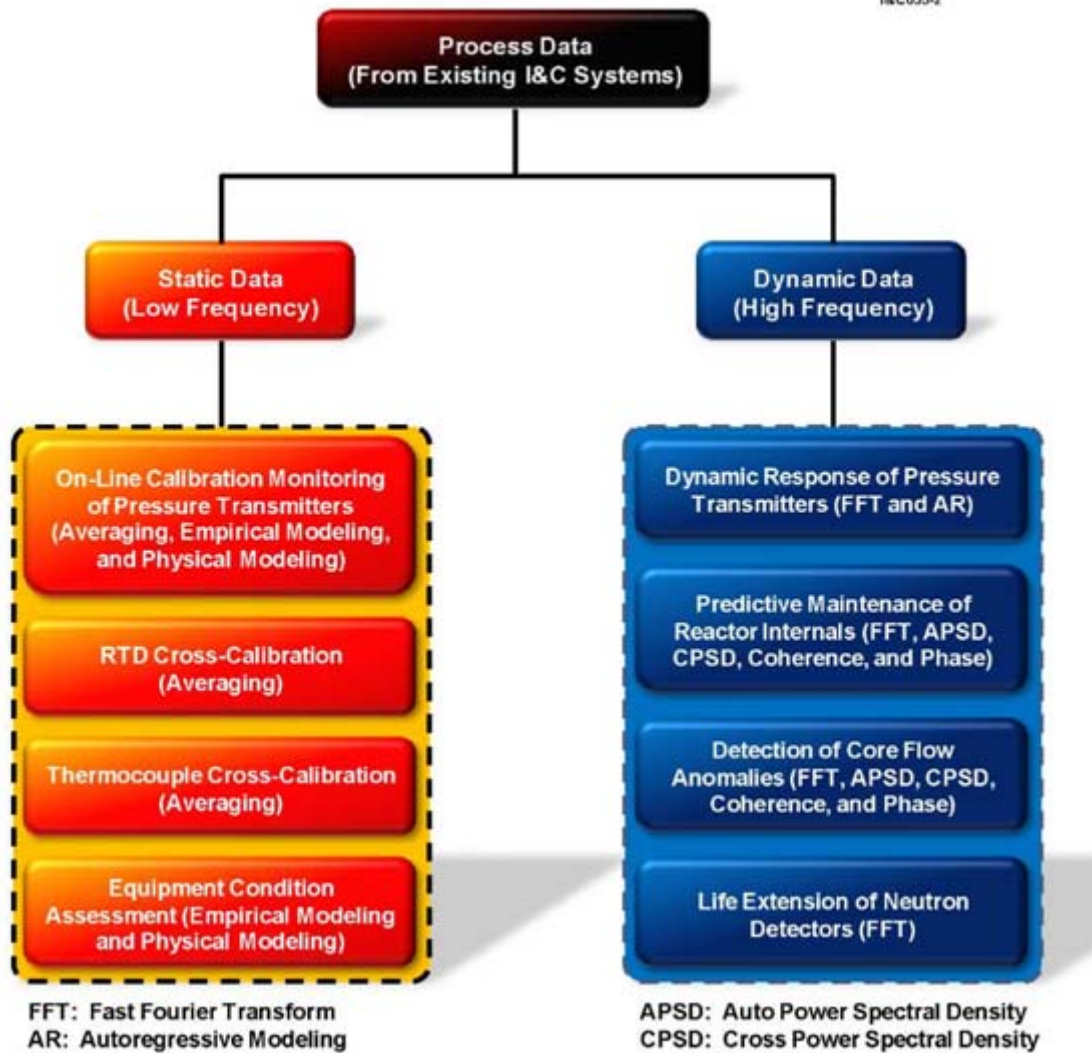 Process Data
(From Existing I&C Systems)
Static Data
(Low Frequency)
Dynamic Data
(High Frequency)
On-Line Calibration Monitoring
of Pressure Transmitters
(Averaging, Empirical Modeling,
and Physical Modeling)
RTD Cross-Calibration
(Averaging)
Thermocouple Cross-Calibration
(Averaging)
Equipment Condition
Assessment (Empirical Modeling
and Physical Modeling)
Dynamic Response of Pressure
Transmitters (FFT and AR)
Predictive Maintenance of
Reactor Internals (FFT, APSD,
CPSD, Coherence, and Phase)
Detection of Core Flow
Anomalies (FFT, APSD, CPSD,
Coherence, and Phase)
Life Extension of Neutron
Detectors (FFT)
FFT: Fast Fourier Transform
AR: Autoregressive Modeling
APSD: Auto Power Spectral Density
CPSD: Cross Power Spectral Density